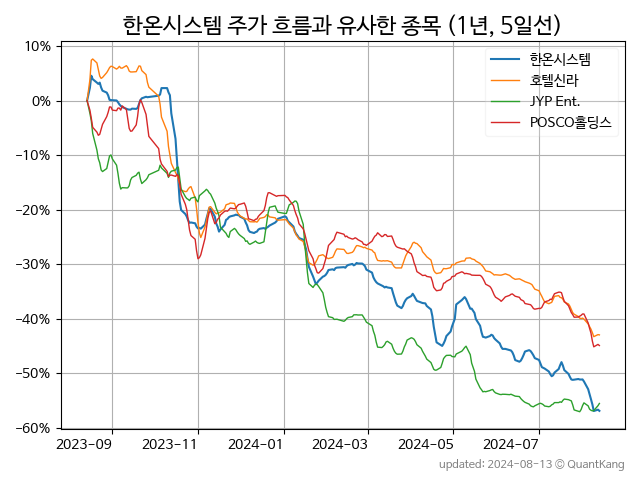 한온시스템 주가 흐름과 유사한 종목 (1년, 5일선)
한온시스템
호텔신라
JYP Ent.
POSCO홀딩스
10%
0%
−10%
−20%
−30%
−40%
−50%
−60%
2023-09 2023-11 2024-01 2024-03 2024-05 2024-07
updated: 2024-08-13 © QuantKang